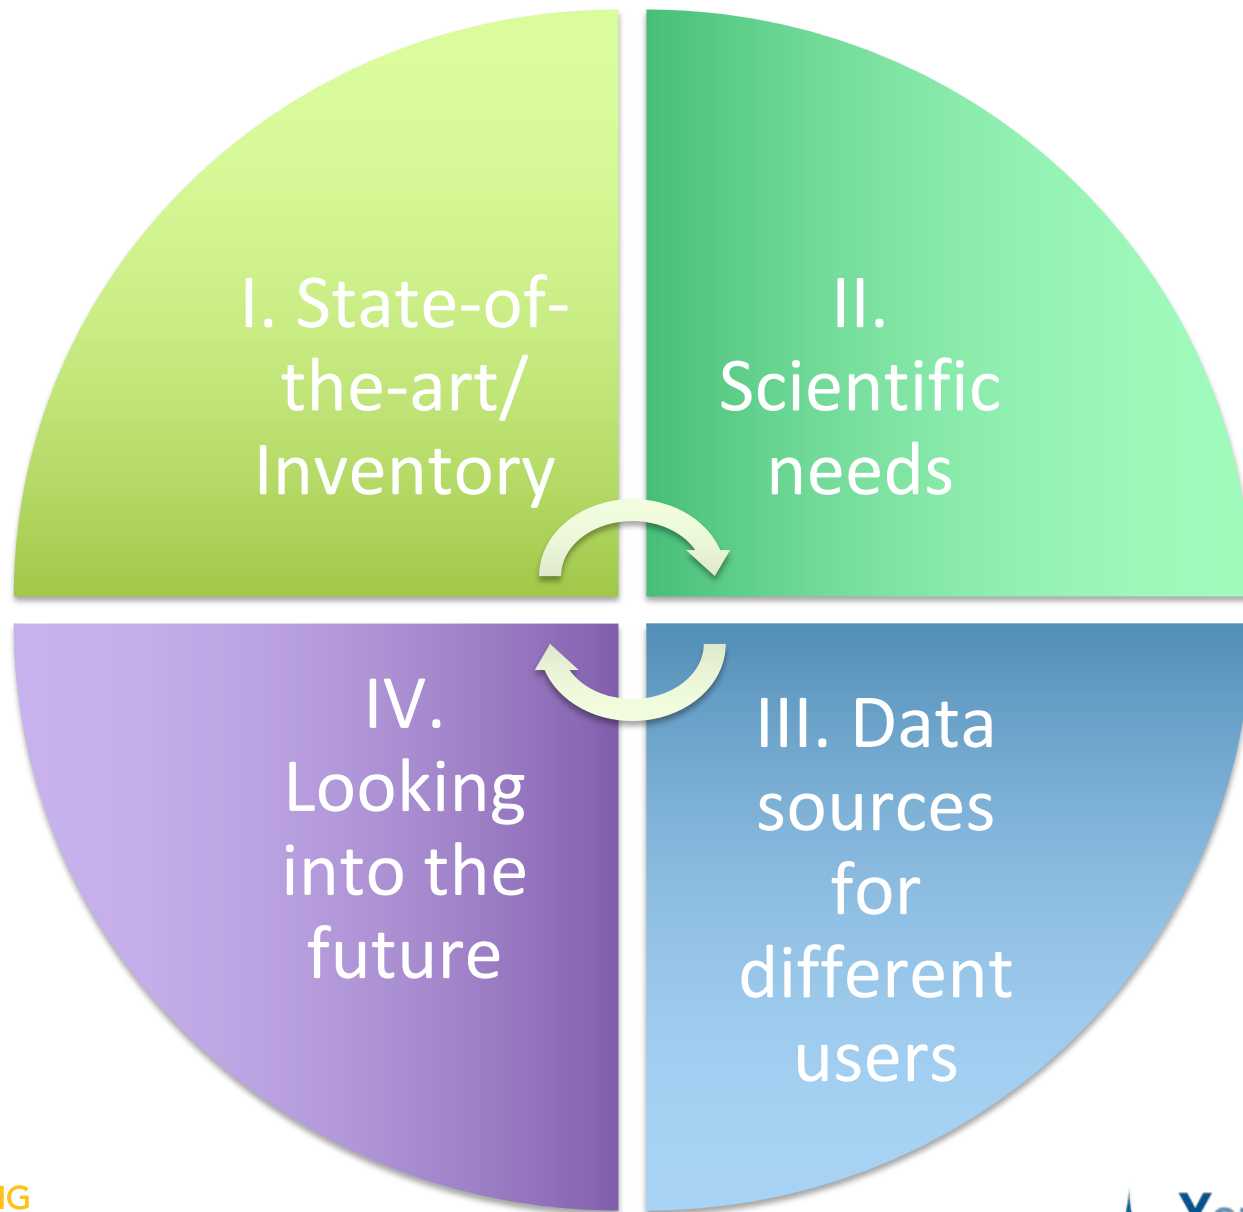 I. State-of-
the-art/
Inventory
II.
Scientific
needs
IV.
Looking
into the
future
III. Data
sources
for
different
users